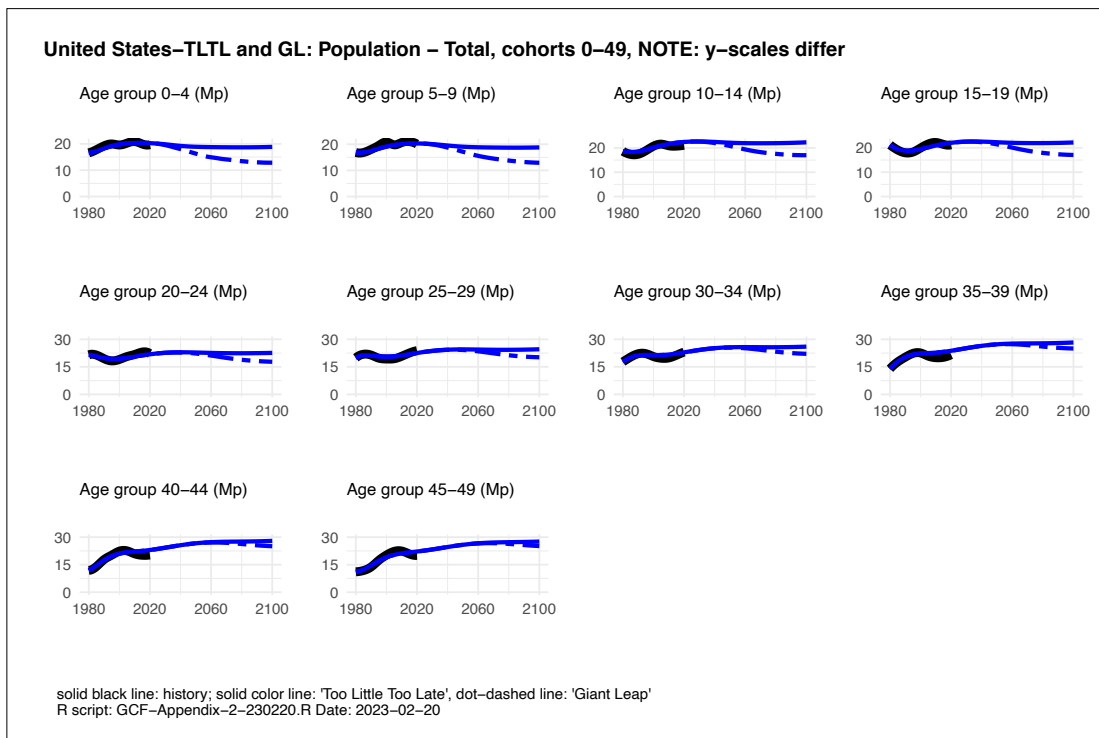 United States−TLTL and GL: Population − Total, cohorts 0−49, NOTE: y−scales differ
Age group 0−4 (Mp)
20
10
0
1980 2020 2060 2100
Age group 5−9 (Mp)
20
10
0
1980 2020 2060 2100
Age group 10−14 (Mp)
20
10
0
1980 2020 2060 2100
Age group 15−19 (Mp)
20
10
0
1980 2020 2060 2100
Age group 20−24 (Mp)
30
15
0
1980 2020 2060 2100
Age group 25−29 (Mp)
30
15
0
1980 2020 2060 2100
Age group 30−34 (Mp)
30
15
0
1980 2020 2060 2100
Age group 35−39 (Mp)
30
15
0
1980 2020 2060 2100
Age group 40−44 (Mp)
30
15
0
1980 2020 2060 2100
Age group 45−49 (Mp)
30
15
0
1980 2020 2060 2100
solid black line: history; solid color line: 'Too Little Too Late', dot−dashed line: 'Giant Leap'
R script: GCF−Appendix−2−230220.R Date: 2023−02−20